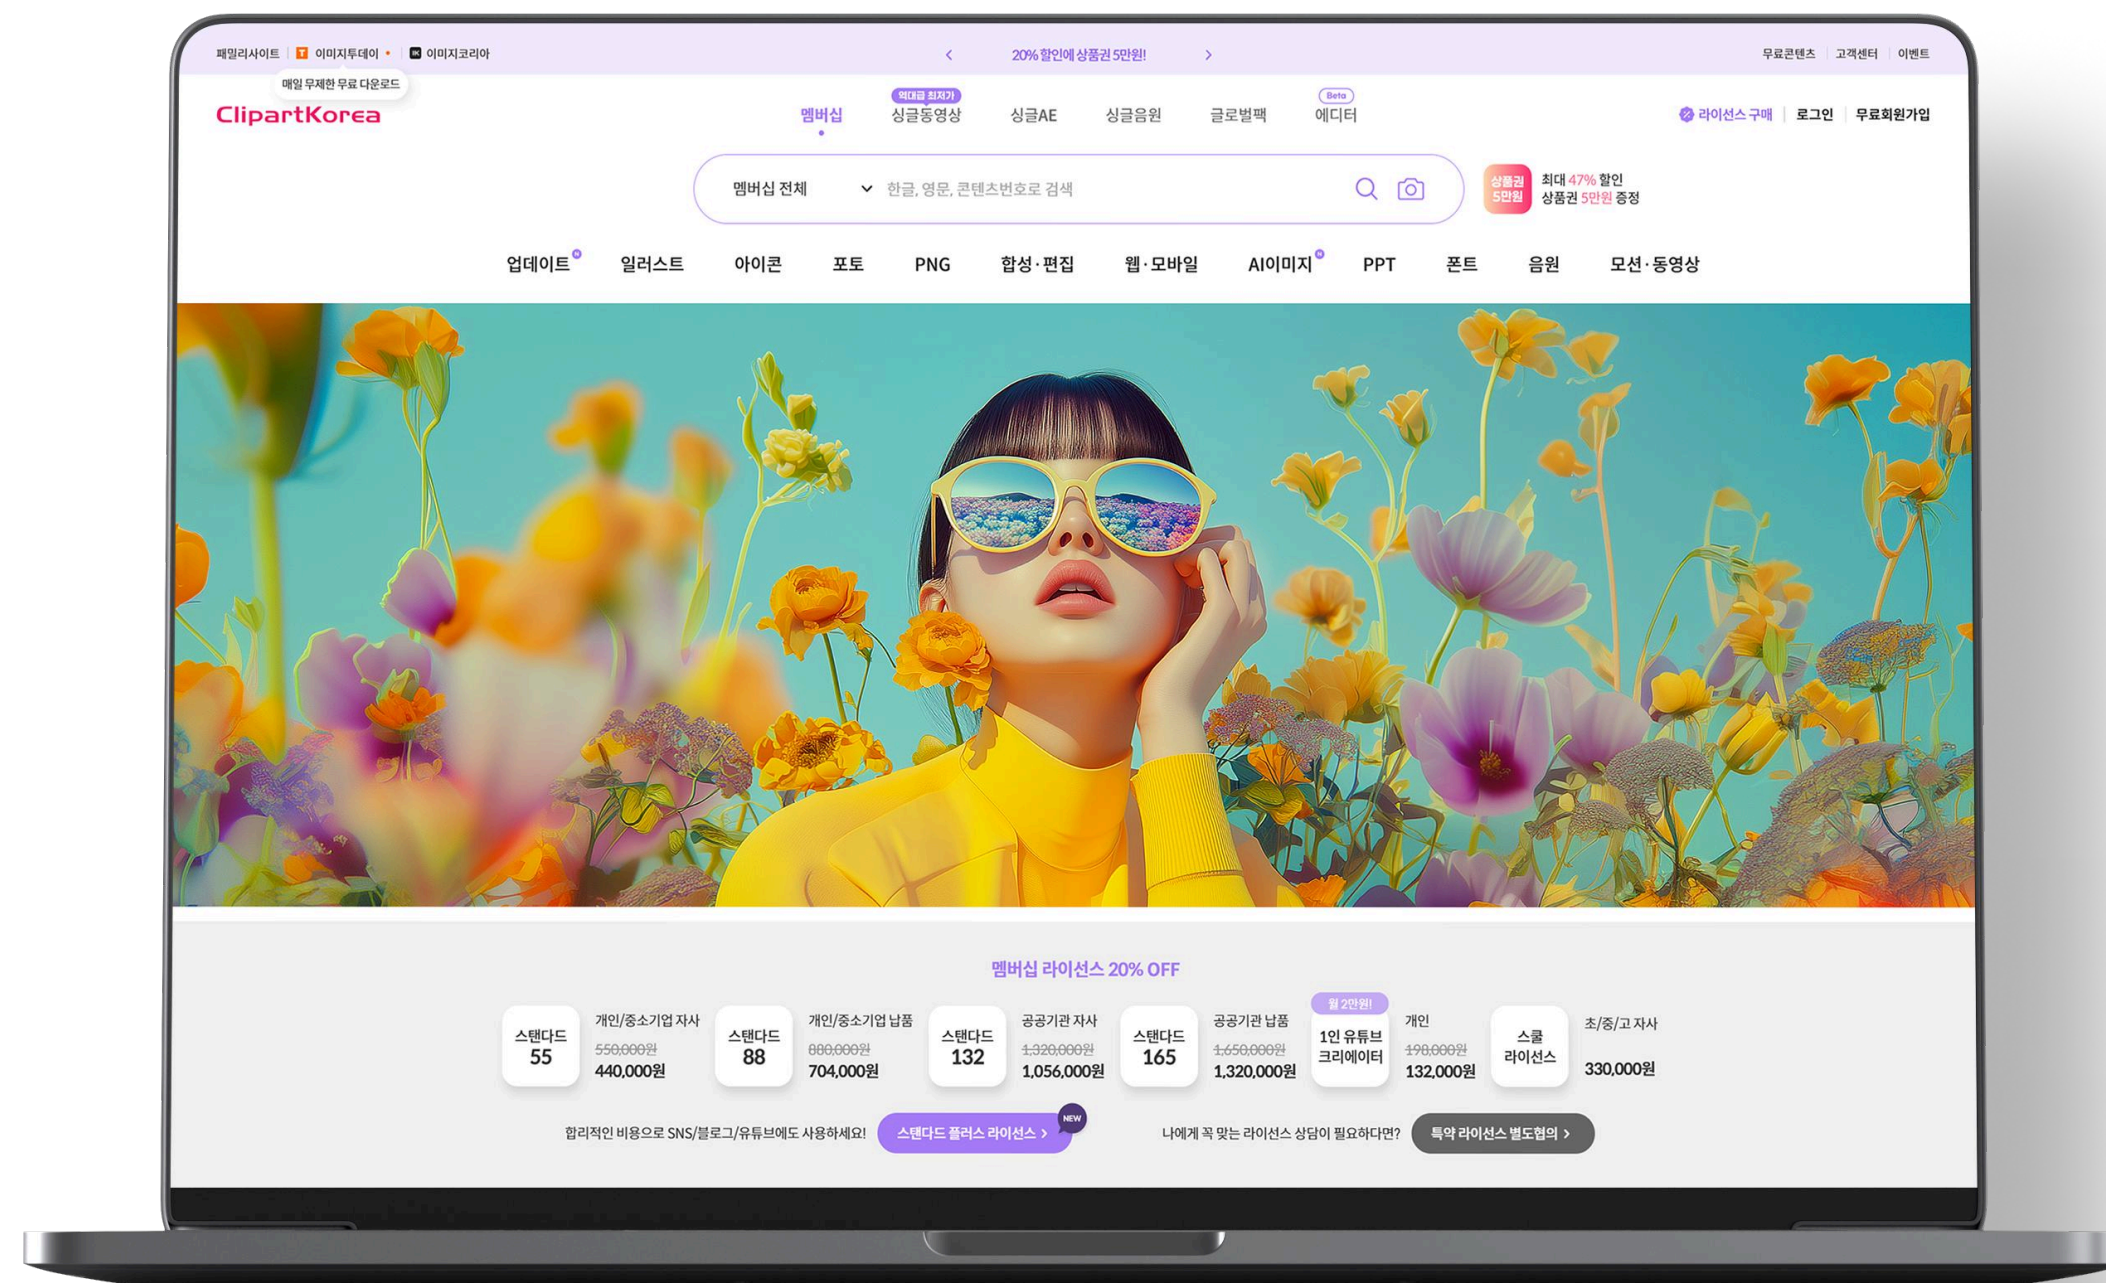 패밀리사이트
이미지투데이
이미지코리아
20% 할인에 상품권 5만원!
무료콘텐츠
고객센터
이벤트
매일 무제한 무료 다운로드
ClipartKorea
멤버십
역대급 최저가
싱글동영상
싱글AE
싱글음원
글로벌팩
Beta
에디터
라이선스 구매
로그인
무료회원가입
멤버십 전체
한글, 영문, 콘텐츠번호로 검색
상품권
5만원
최대 47% 할인
상품권 5만원 증정
업데이트
일러스트
아이콘
포토
PNG
합성·편집
웹·모바일
AI이미지
PPT
폰트
음원
모션·동영상
멤버십 라이선스 20% OFF
스탠다드
55
개인/중소기업 자사
550,000원
440,000원
스탠다드
88
개인/중소기업 납품
880,000원
704,000원
스탠다드
132
공공기관 자사
1,320,000원
1,056,000원
스탠다드
165
공공기관 납품
1,650,000원
1,320,000원
월 2만원!
1인 유튜브
크리에이터
개인
198,000원
132,000원
스쿨
라이선스
초/중/고 자사
330,000원
합리적인 비용으로 SNS/블로그/유튜브에도 사용하세요!
스탠다드 플러스 라이선스
NEW
나에게 꼭 맞는 라이선스 상담이 필요하다면?
특약 라이선스 별도협의